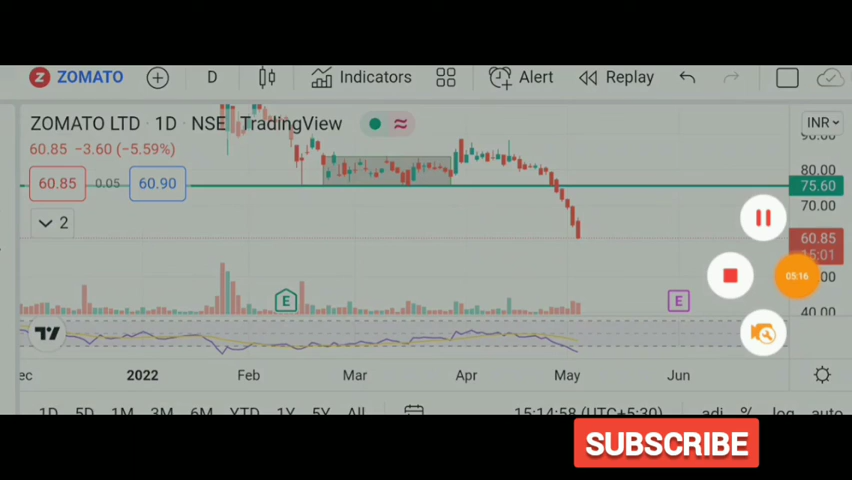 ZOMATO D Indicators Alert Replay
ZOMATO LTD · 1D · NSE TradingView INR
60.85 −3.60 (−5.59%)
60.85 0.05 60.90
80.00
75.60
2
70.00
60.85
15:01
05:16
E E
40.00
2022 Feb Mar Apr May Jun
1D 5D 1M 3M 6M YTD 1Y 5Y All 15:14:58 (UTC+5:30) adj % log auto
SUBSCRIBE